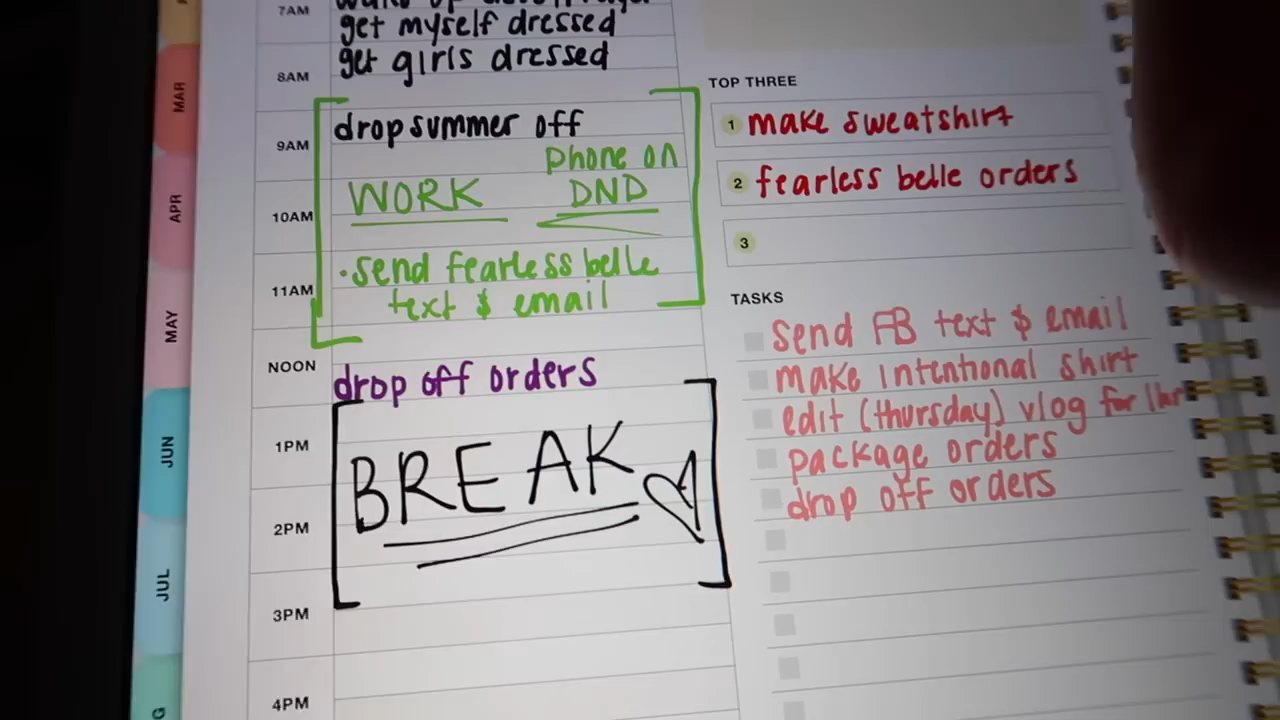 7AM
get myself dressed
get girls dressed
8AM
drop summer off
9AM
phone on
WORK DND
10AM
• send fearless belle
text & email
11AM
NOON
drop off orders
1PM
BREAK
2PM
3PM
4PM
TOP THREE
1 make sweatshirt
2 fearless belle orders
3
TASKS
send FB text & email
make intentional shirt
edit (thursday) vlog for 1hr
package orders
drop off orders
MAR
APR
MAY
JUN
JUL